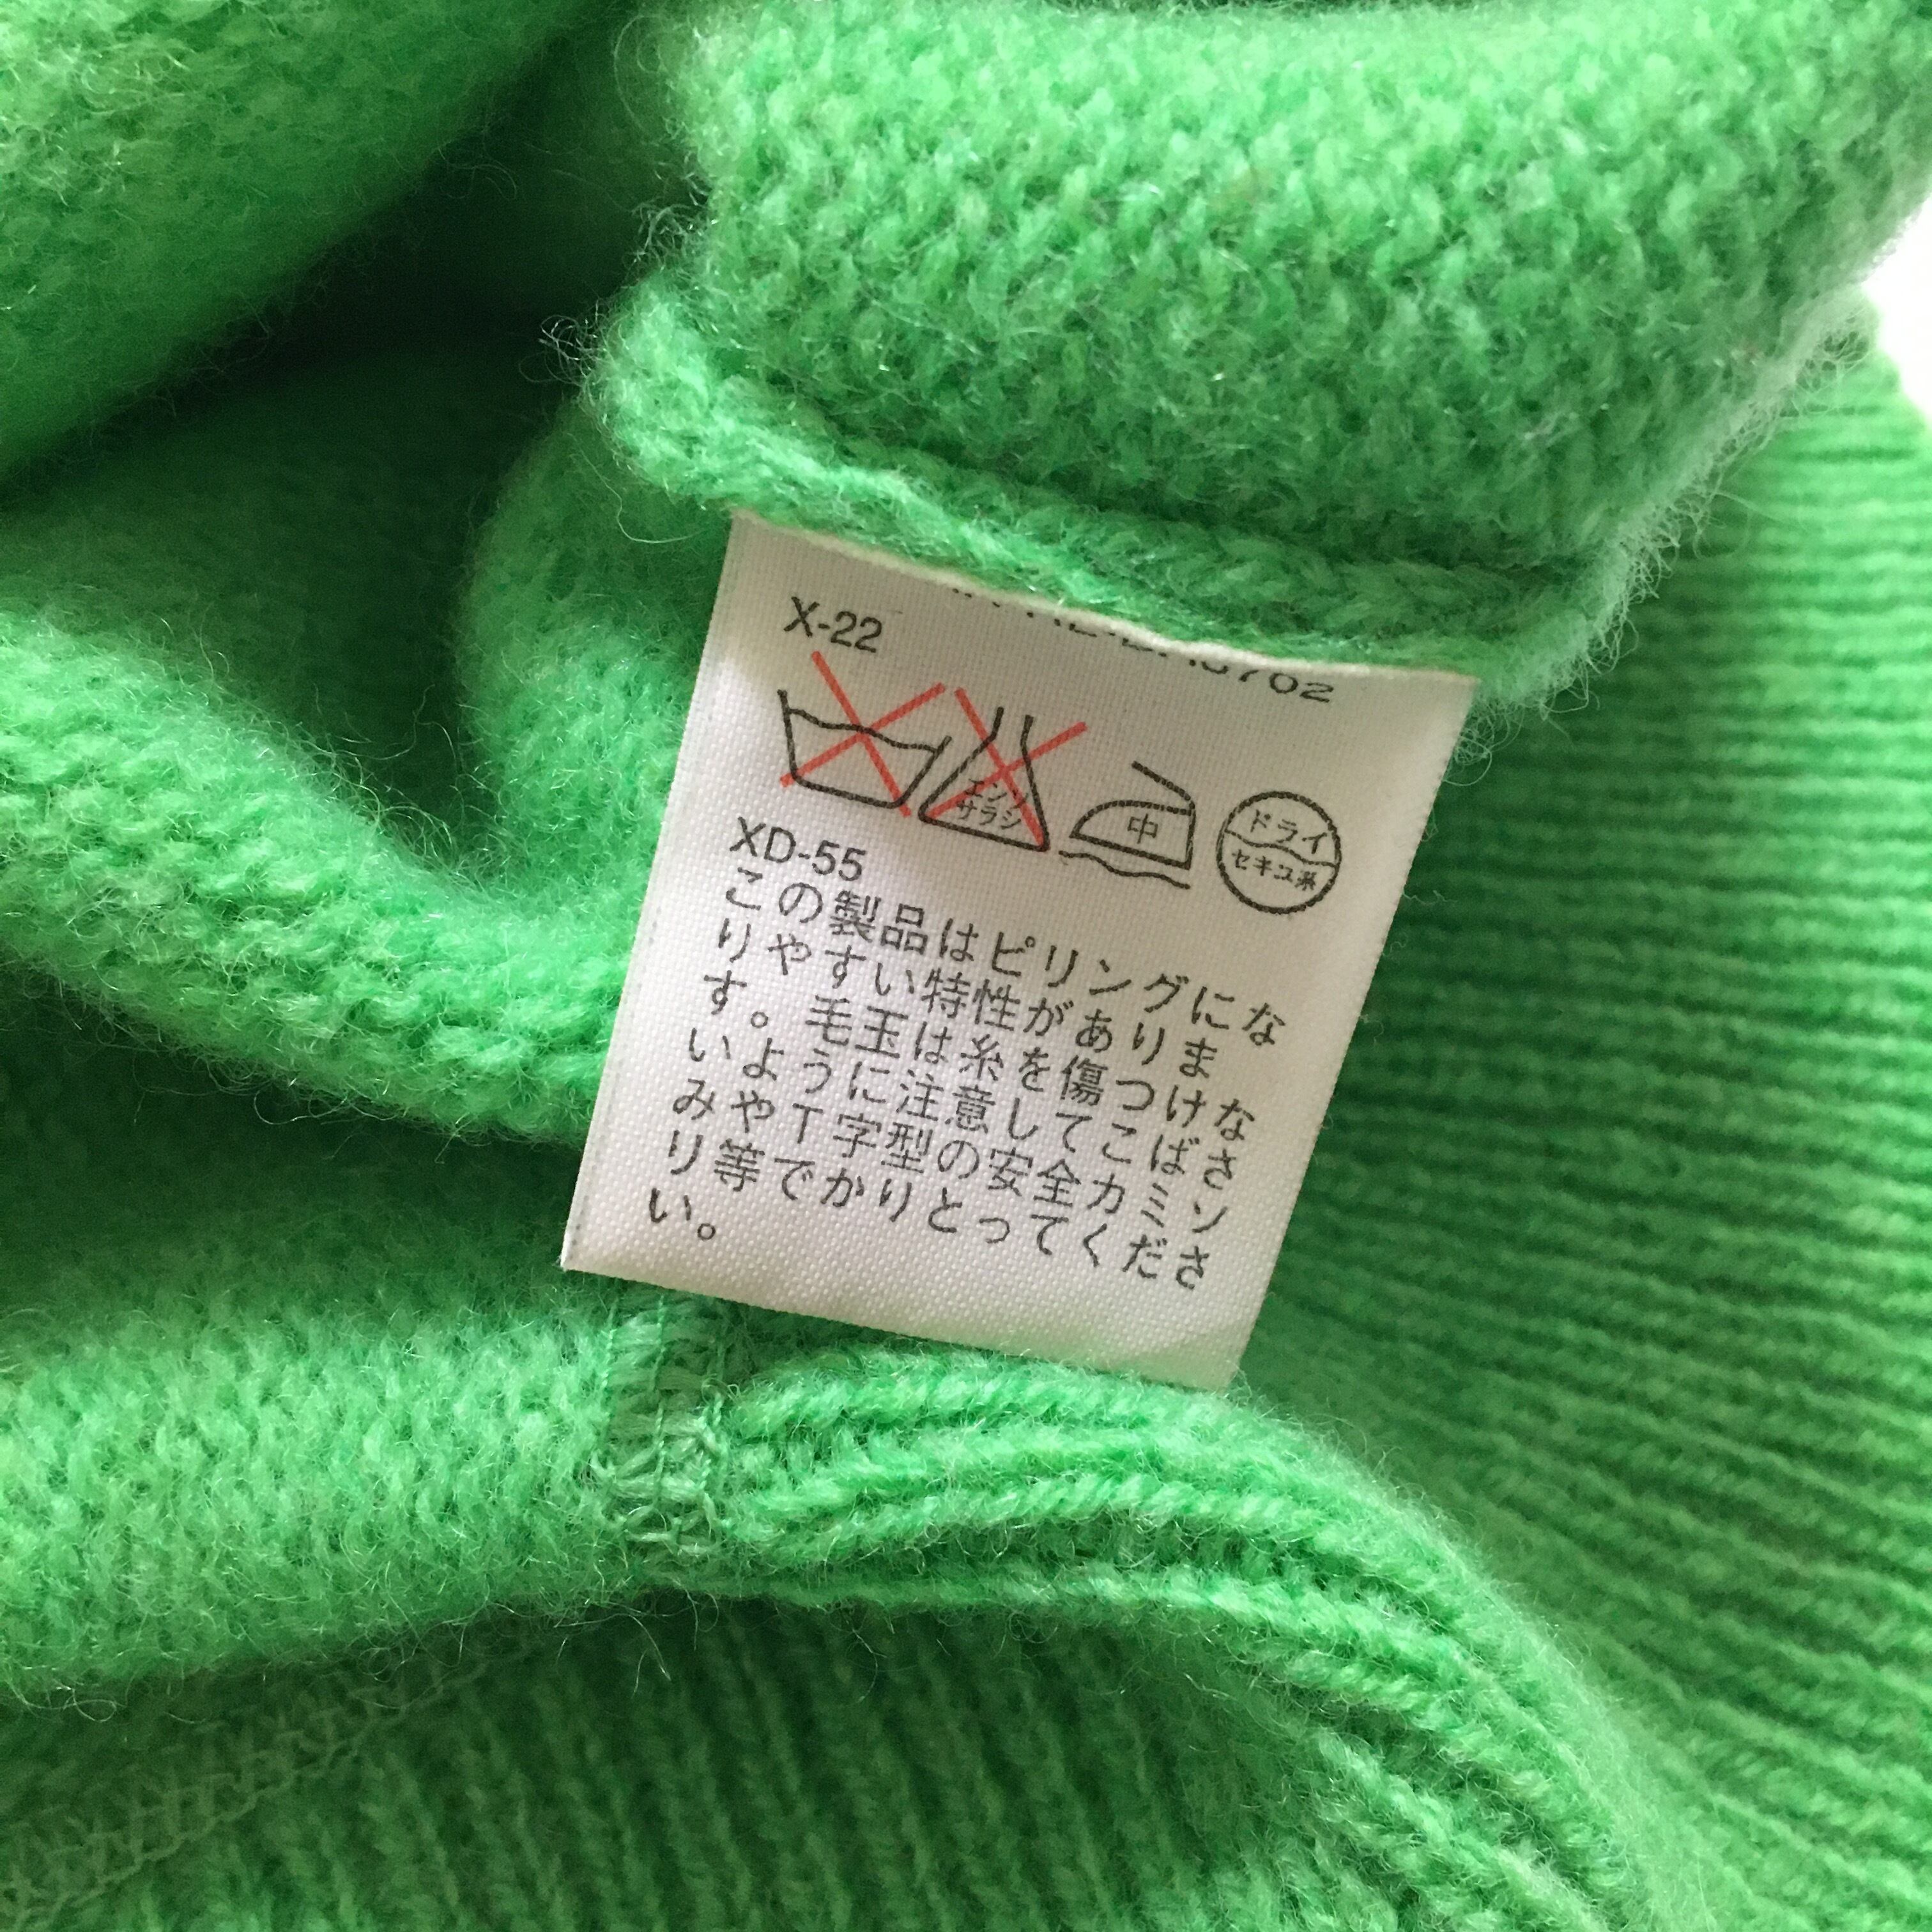 X-22
エンソ
サラシ
中
ドライ
セキユ系
XD-55
この製品はピリングにな
りやすい特性がありま
す。毛玉は糸を傷つけな
いように注意してこばさ
みやT字型の安全カミソ
リ等でかりとってくださ
い。